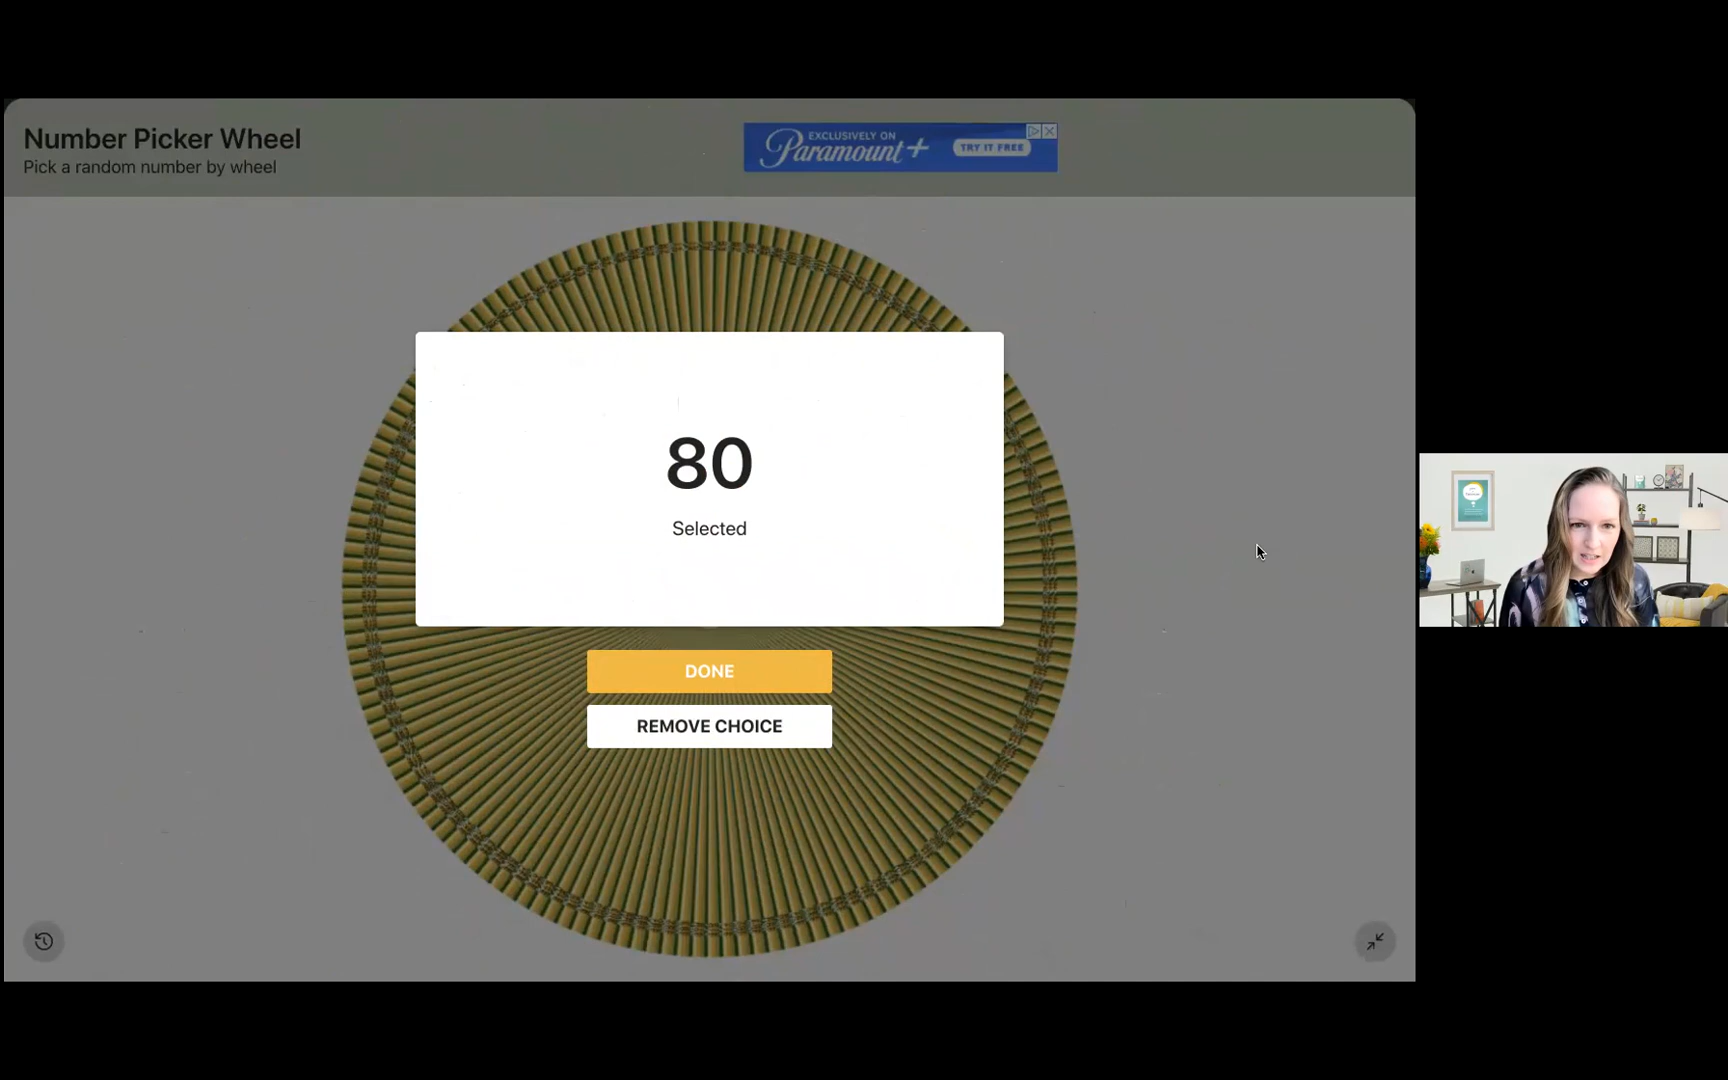 Number Picker Wheel
Pick a random number by wheel
EXCLUSIVELY ON
Paramount+
TRY IT FREE
80
Selected
DONE
REMOVE CHOICE